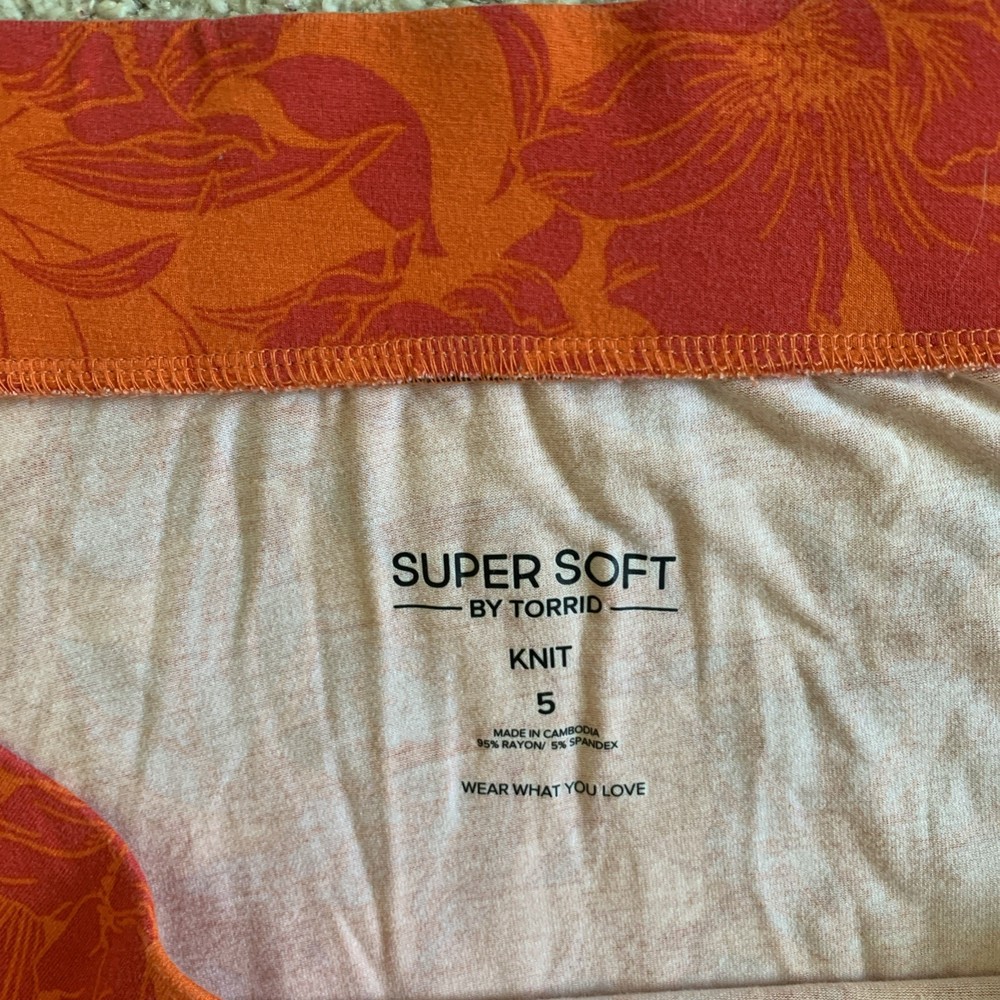 SUPER SOFT
BY TORRID
KNIT
5
MADE IN CAMBODIA
95% RAYON/ 5% SPANDEX
WEAR WHAT YOU LOVE